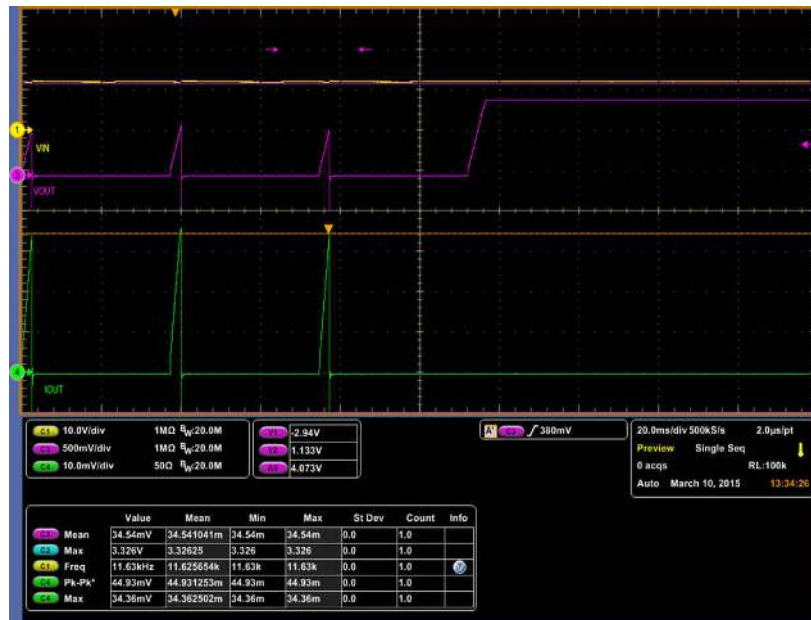 1
VIN
3
VOUT
4
IOUT
C1 10.0V/div 1MΩ BW:20.0M
C3 500mV/div 1MΩ BW:20.0M
C4 10.0mV/div 50Ω BW:20.0M
V1 -2.94V
V2 1.133V
ΔV 4.073V
A' C3 380mV
20.0ms/div 500kS/s 2.0µs/pt
Preview Single Seq
0 acqs RL:100k
Auto March 10, 2015 13:34:26
Value Mean Min Max St Dev Count Info
C3 Mean 34.54mV 34.541041m 34.54m 34.54m 0.0 1.0
C2 Max 3.326V 3.32625 3.326 3.326 0.0 1.0
C1 Freq 11.63kHz 11.625654k 11.63k 11.63k 0.0 1.0
C4 Pk-Pk* 44.93mV 44.931253m 44.93m 44.93m 0.0 1.0
C4 Max 34.36mV 34.362502m 34.36m 34.36m 0.0 1.0